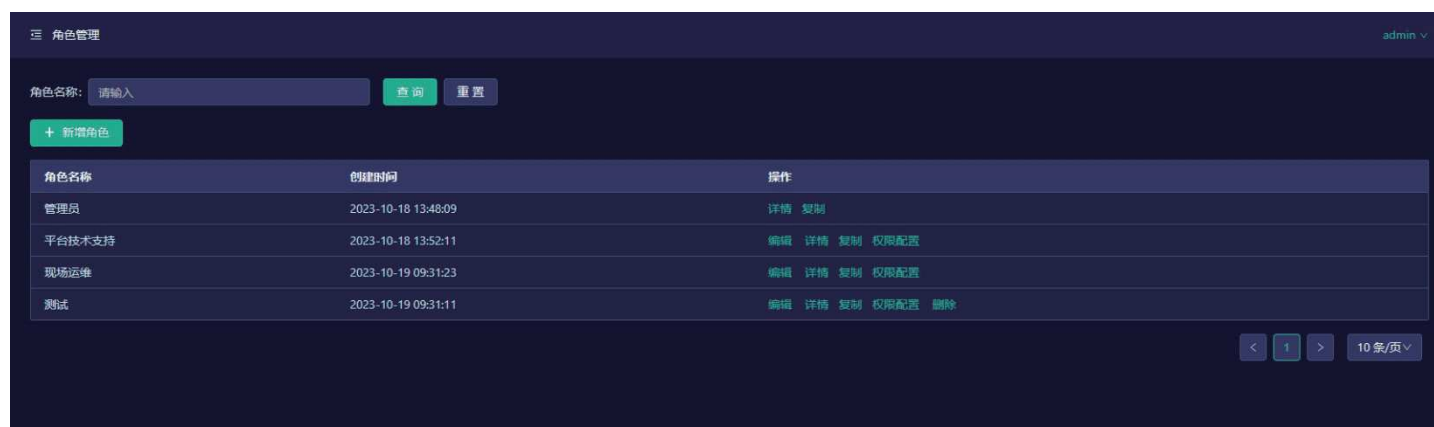 角色管理 admin
角色名称: 请输入 查询 重置
+ 新增角色
角色名称 创建时间 操作
管理员 2023-10-18 13:48:09 详情 复制
平台技术支持 2023-10-18 13:52:11 编辑 详情 复制 权限配置
现场运维 2023-10-19 09:31:23 编辑 详情 复制 权限配置
测试 2023-10-19 09:31:11 编辑 详情 复制 权限配置 删除
< 1 > 10 条/页